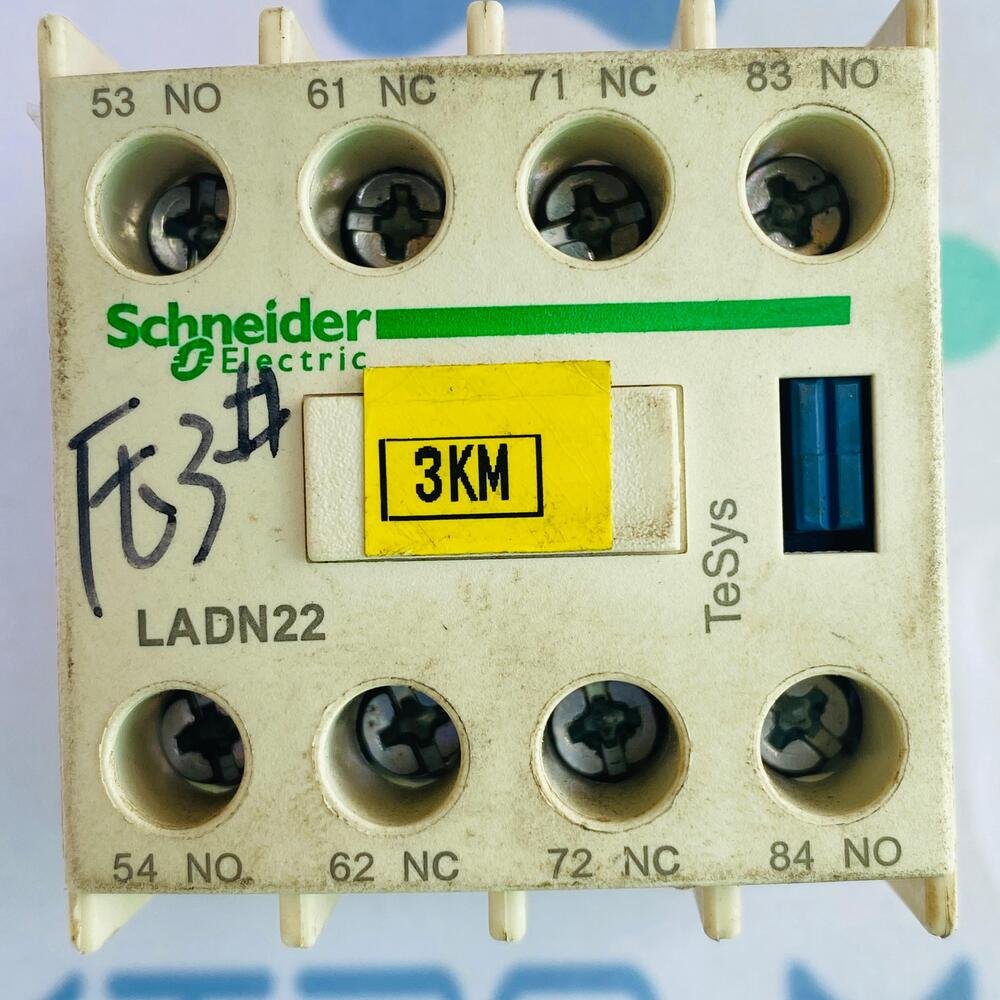 53 NO 61 NC 71 NC 83 NO
Schneider
Electric
3KM
TeSys
LADN22
54 NO 62 NC 72 NC 84 NO